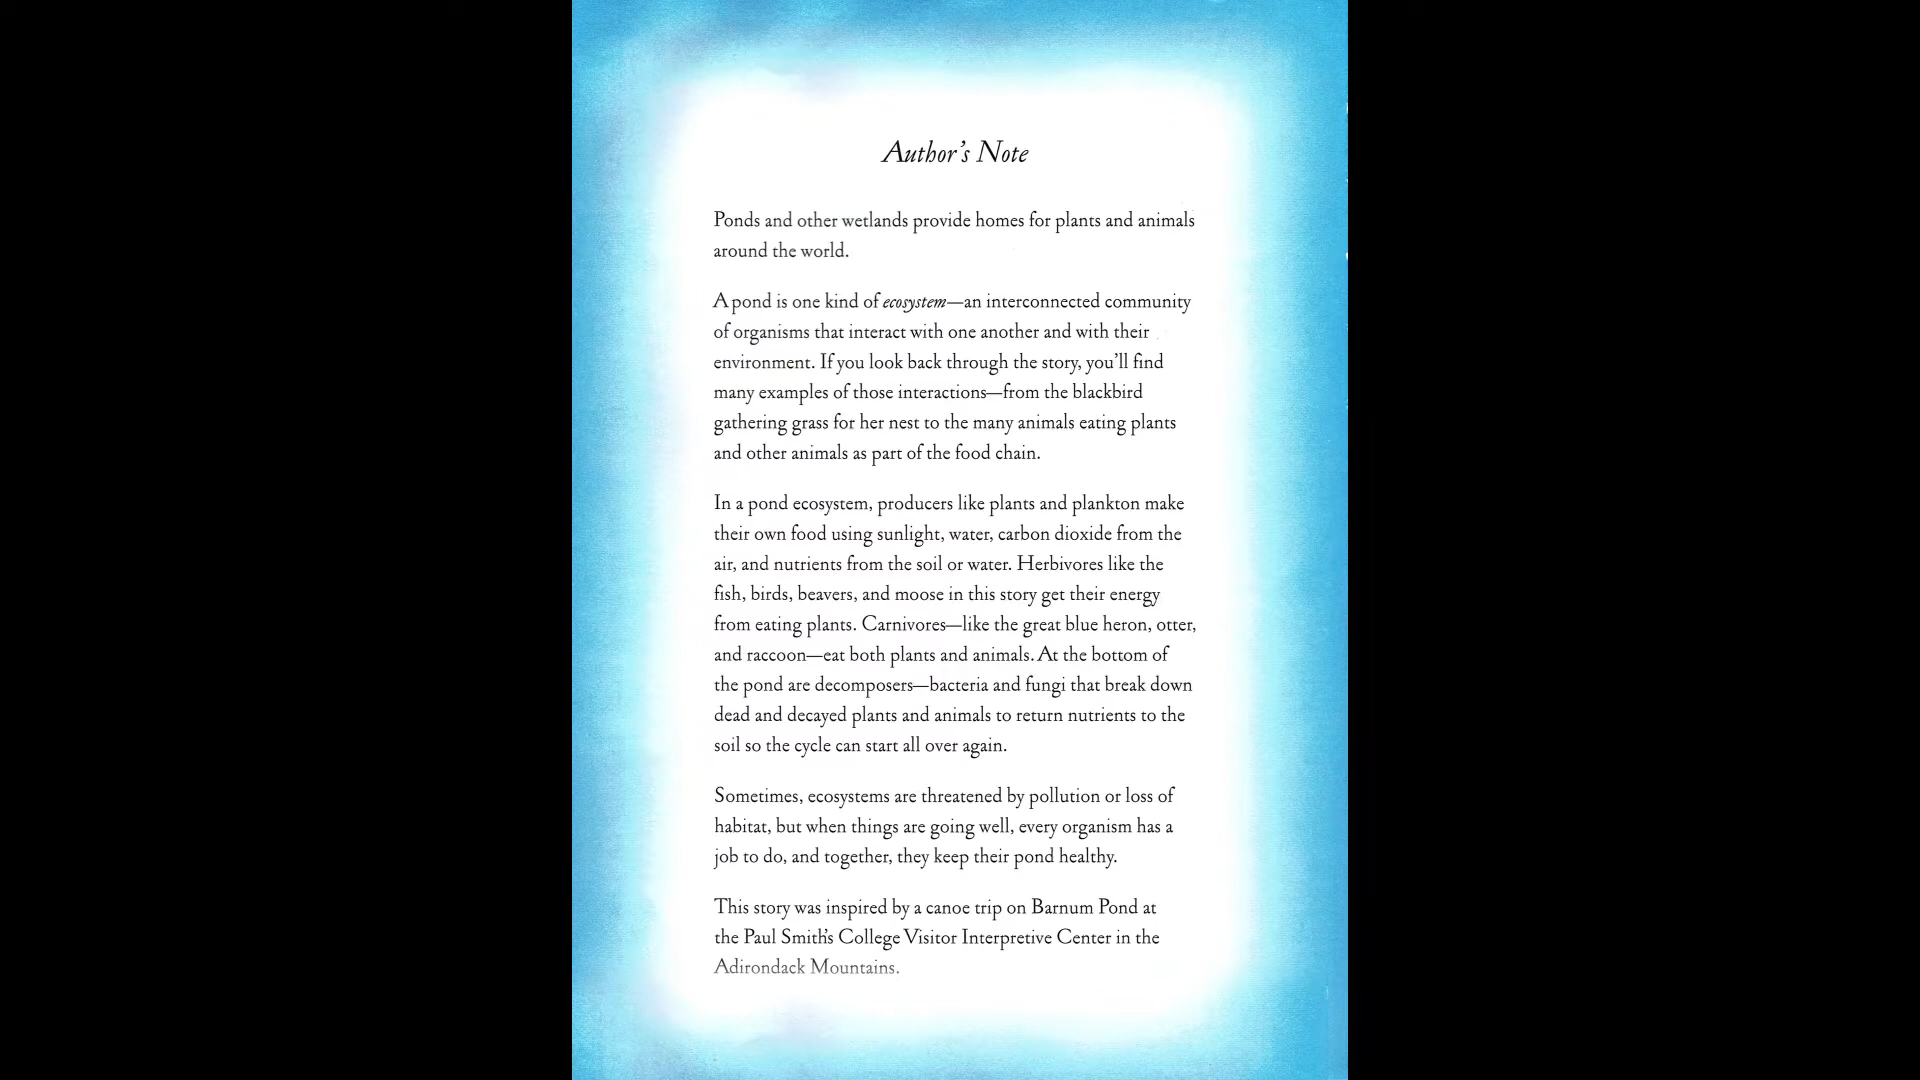 Author's Note
Ponds and other wetlands provide homes for plants and animals
around the world.
A pond is one kind of ecosystem—an interconnected community
of organisms that interact with one another and with their
environment. If you look back through the story, you'll find
many examples of those interactions—from the blackbird
gathering grass for her nest to the many animals eating plants
and other animals as part of the food chain.
In a pond ecosystem, producers like plants and plankton make
their own food using sunlight, water, carbon dioxide from the
air, and nutrients from the soil or water. Herbivores like the
fish, birds, beavers, and moose in this story get their energy
from eating plants. Carnivores—like the great blue heron, otter,
and raccoon—eat both plants and animals. At the bottom of
the pond are decomposers—bacteria and fungi that break down
dead and decayed plants and animals to return nutrients to the
soil so the cycle can start all over again.
Sometimes, ecosystems are threatened by pollution or loss of
habitat, but when things are going well, every organism has a
job to do, and together, they keep their pond healthy.
This story was inspired by a canoe trip on Barnum Pond at
the Paul Smith's College Visitor Interpretive Center in the
Adirondack Mountains.